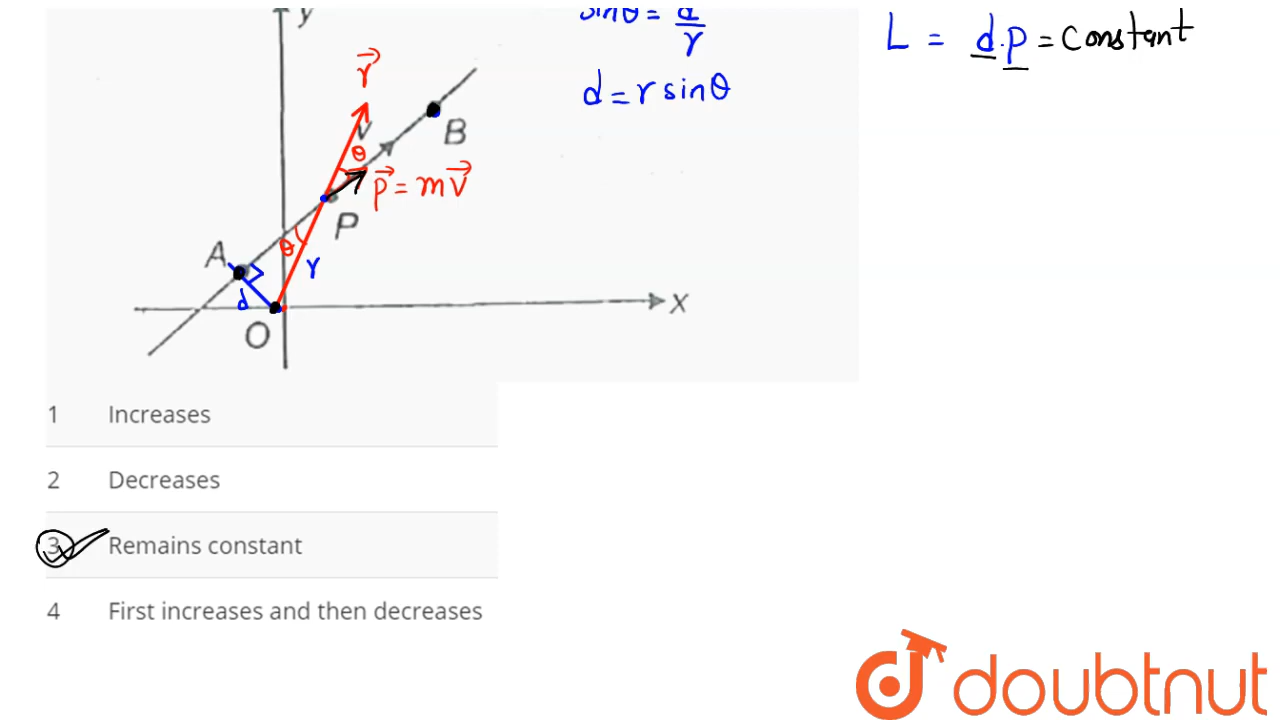 y
sinθ = d/r
L = d.p = constant
r⃗
d = r sinθ
v
θ
B
p⃗ = mv⃗
P
A
θ
r
d
x
O
1 Increases
2 Decreases
3 Remains constant
4 First increases and then decreases
doubtnut